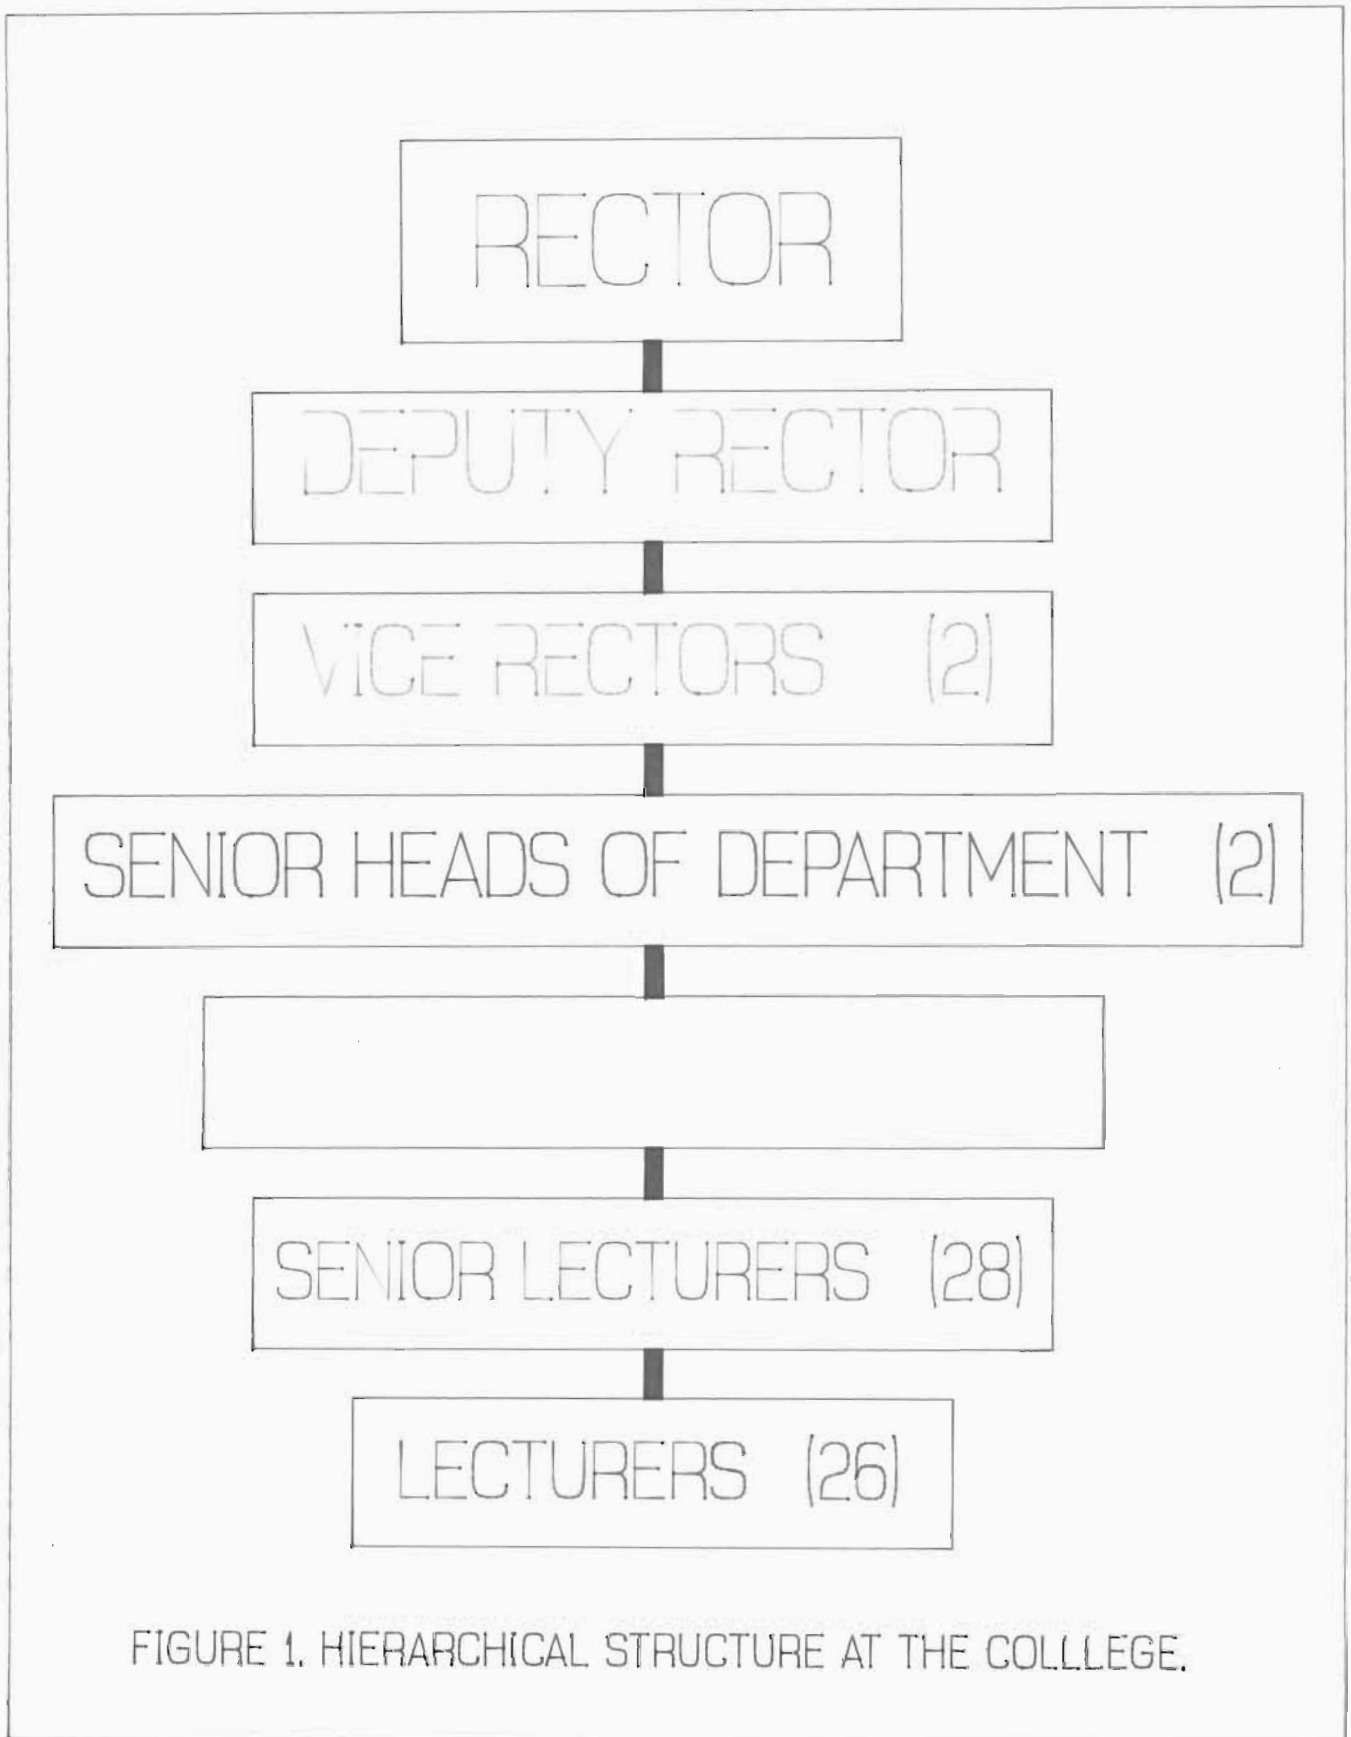 RECTOR
DEPUTY RECTOR
VICE RECTORS (2)
SENIOR HEADS OF DEPARTMENT (2)
SENIOR LECTURERS (28)
LECTURERS (26)
FIGURE 1. HIERARCHICAL STRUCTURE AT THE COLLLEGE.